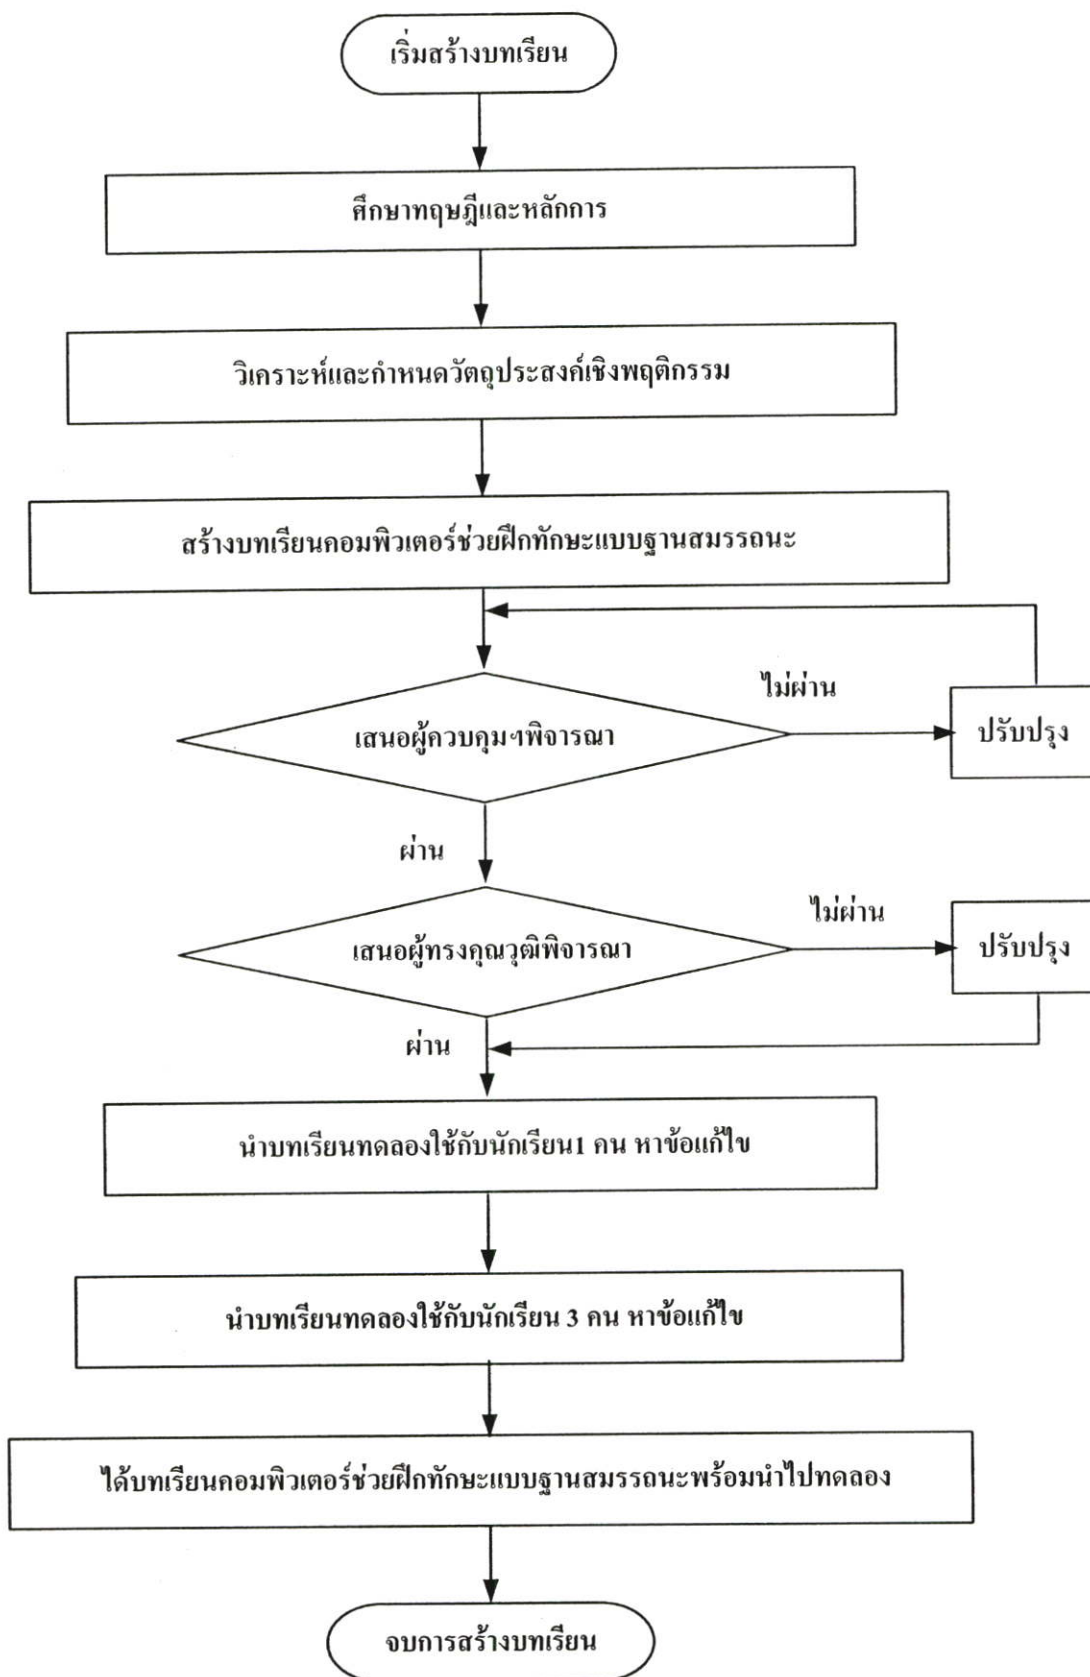 เริ่มสร้างบทเรียน
ศึกษาทฤษฎีและหลักการ
วิเคราะห์และกำหนดวัตถุประสงค์เชิงพฤติกรรม
สร้างบทเรียนคอมพิวเตอร์ช่วยฝึกทักษะแบบฐานสมรรถนะ
ไม่ผ่าน
เสนอผู้ควบคุมฯพิจารณา
ปรับปรุง
ผ่าน
ไม่ผ่าน
เสนอผู้ทรงคุณวุฒิพิจารณา
ปรับปรุง
ผ่าน
นำบทเรียนทดลองใช้กับนักเรียน1 คน หาข้อแก้ไข
นำบทเรียนทดลองใช้กับนักเรียน 3 คน หาข้อแก้ไข
ได้บทเรียนคอมพิวเตอร์ช่วยฝึกทักษะแบบฐานสมรรถนะพร้อมนำไปทดลอง
จบการสร้างบทเรียน